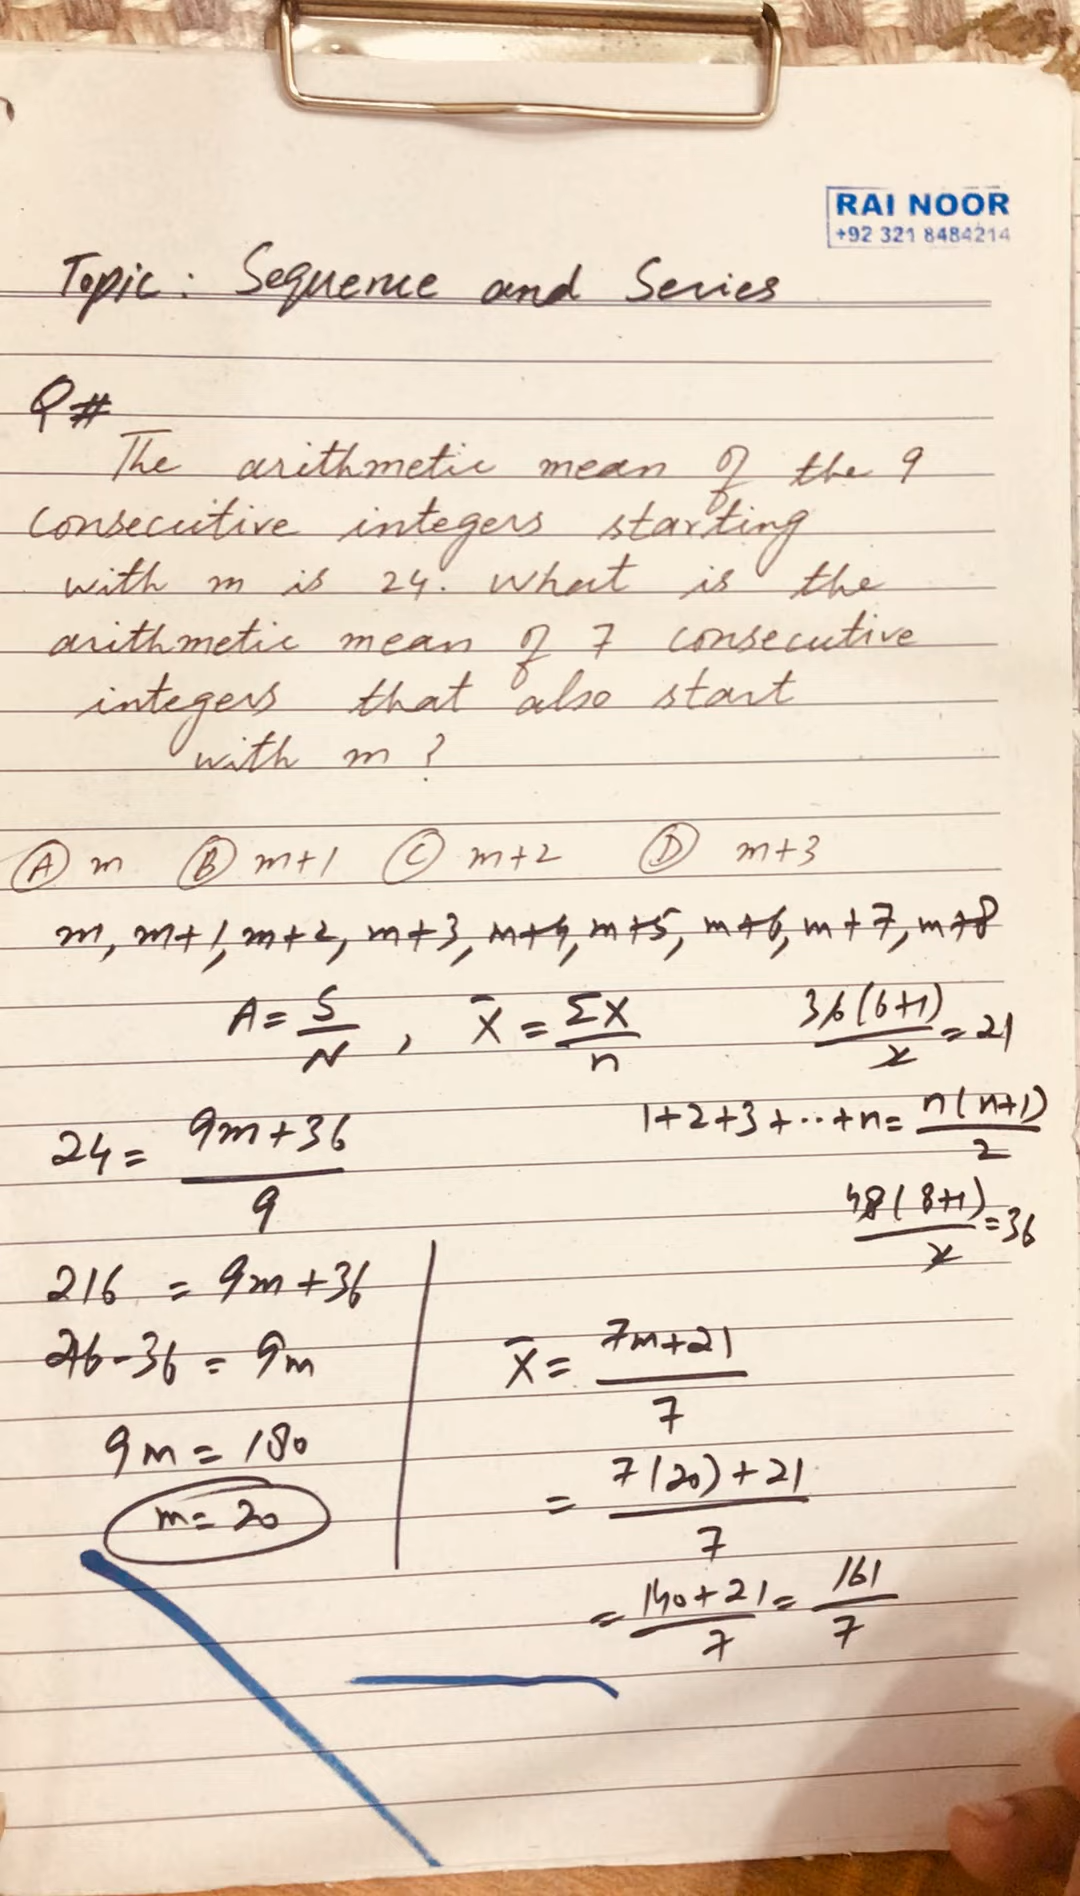 RAI NOOR
+92 321 8484214
Topic: Sequence and Series
Q#
The arithmetic mean of the 9
consecutive integers starting
with m is 24. What is the
arithmetic mean of 7 consecutive
integers that also start
with m?
(A) m (B) m+1 (C) m+2 (D) m+3
m, m+1, m+2, m+3, m+4, m+5, m+6, m+7, m+8
A = S/N , X̄ = ΣX/n
36(6+1)/2 = 21
24 = (9m+36)/9
1+2+3+...+n = n(n+1)/2
48(8+1)/2 = 36
216 = 9m+36
216-36 = 9m
X̄ = (7m+21)/7
9m = 180
= (7(20)+21)/7
m = 20
= (140+21)/7 = 161/7